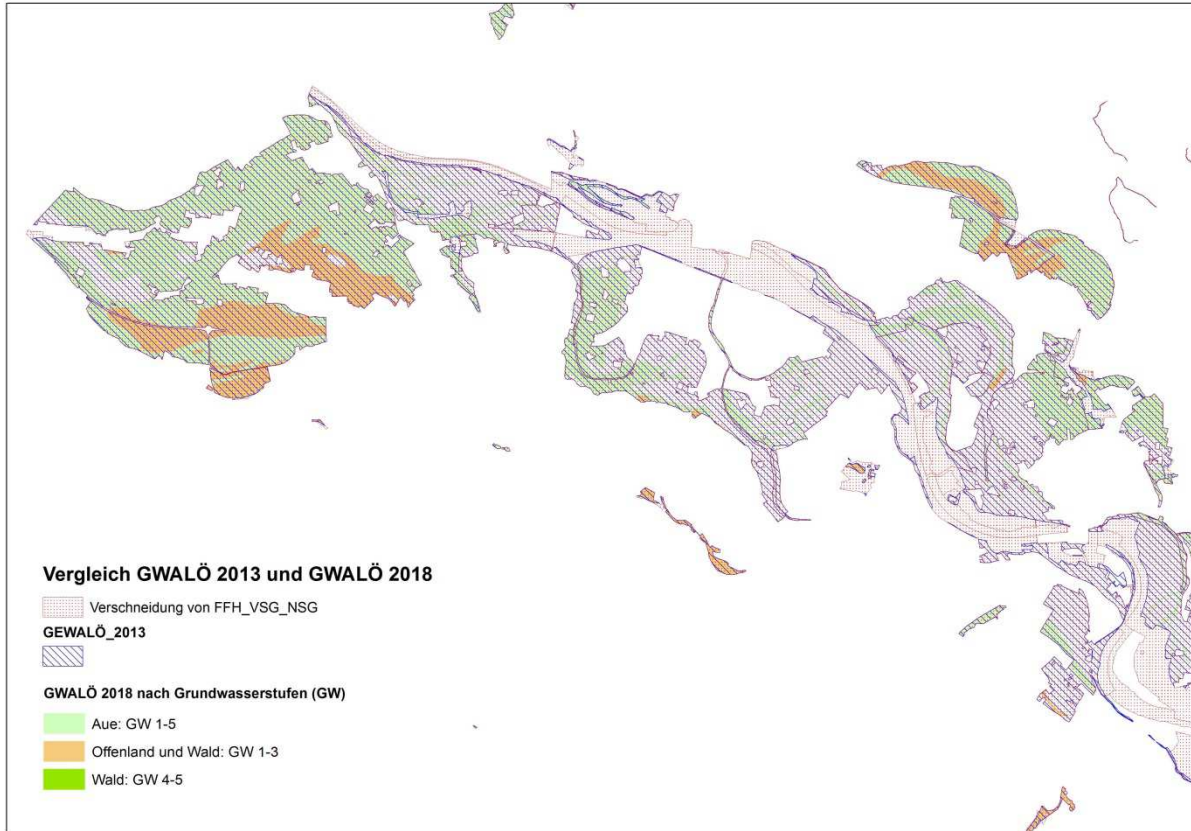 Vergleich GWALÖ 2013 und GWALÖ 2018
Verschneidung von FFH_VSG_NSG
GEWALÖ_2013
GWALÖ 2018 nach Grundwasserstufen (GW)
Aue: GW 1-5
Offenland und Wald: GW 1-3
Wald: GW 4-5